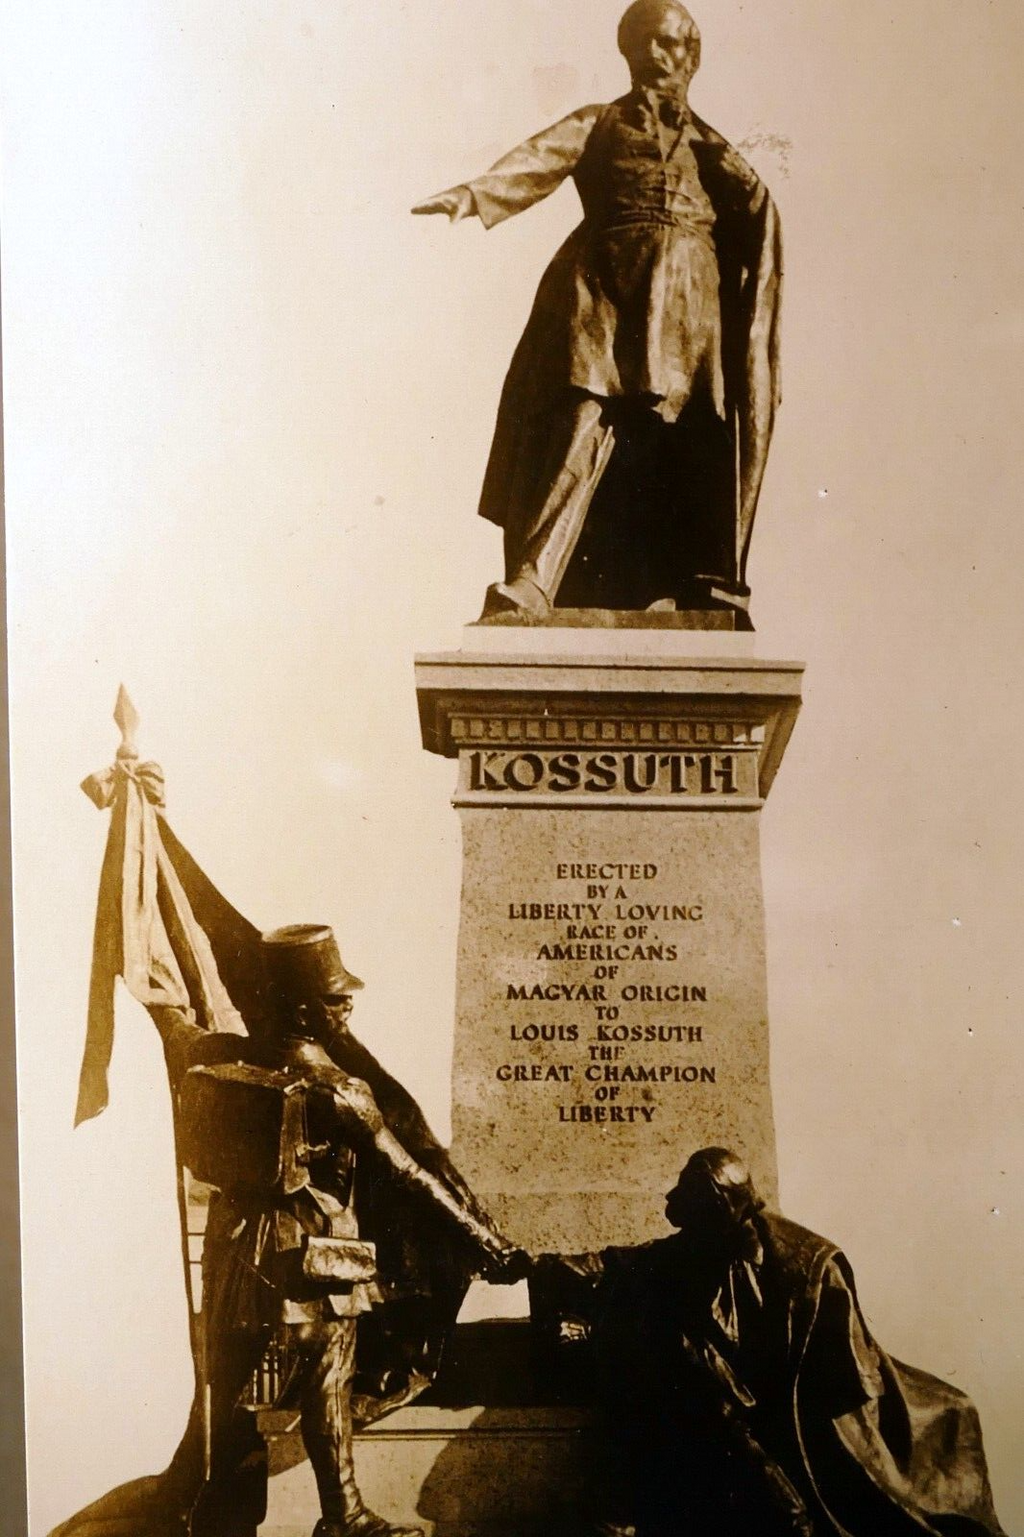 KOSSUTH
ERECTED
BY A
LIBERTY LOVING
RACE OF
AMERICANS
OF
MAGYAR ORIGIN
TO
LOUIS KOSSUTH
THE
GREAT CHAMPION
OF
LIBERTY